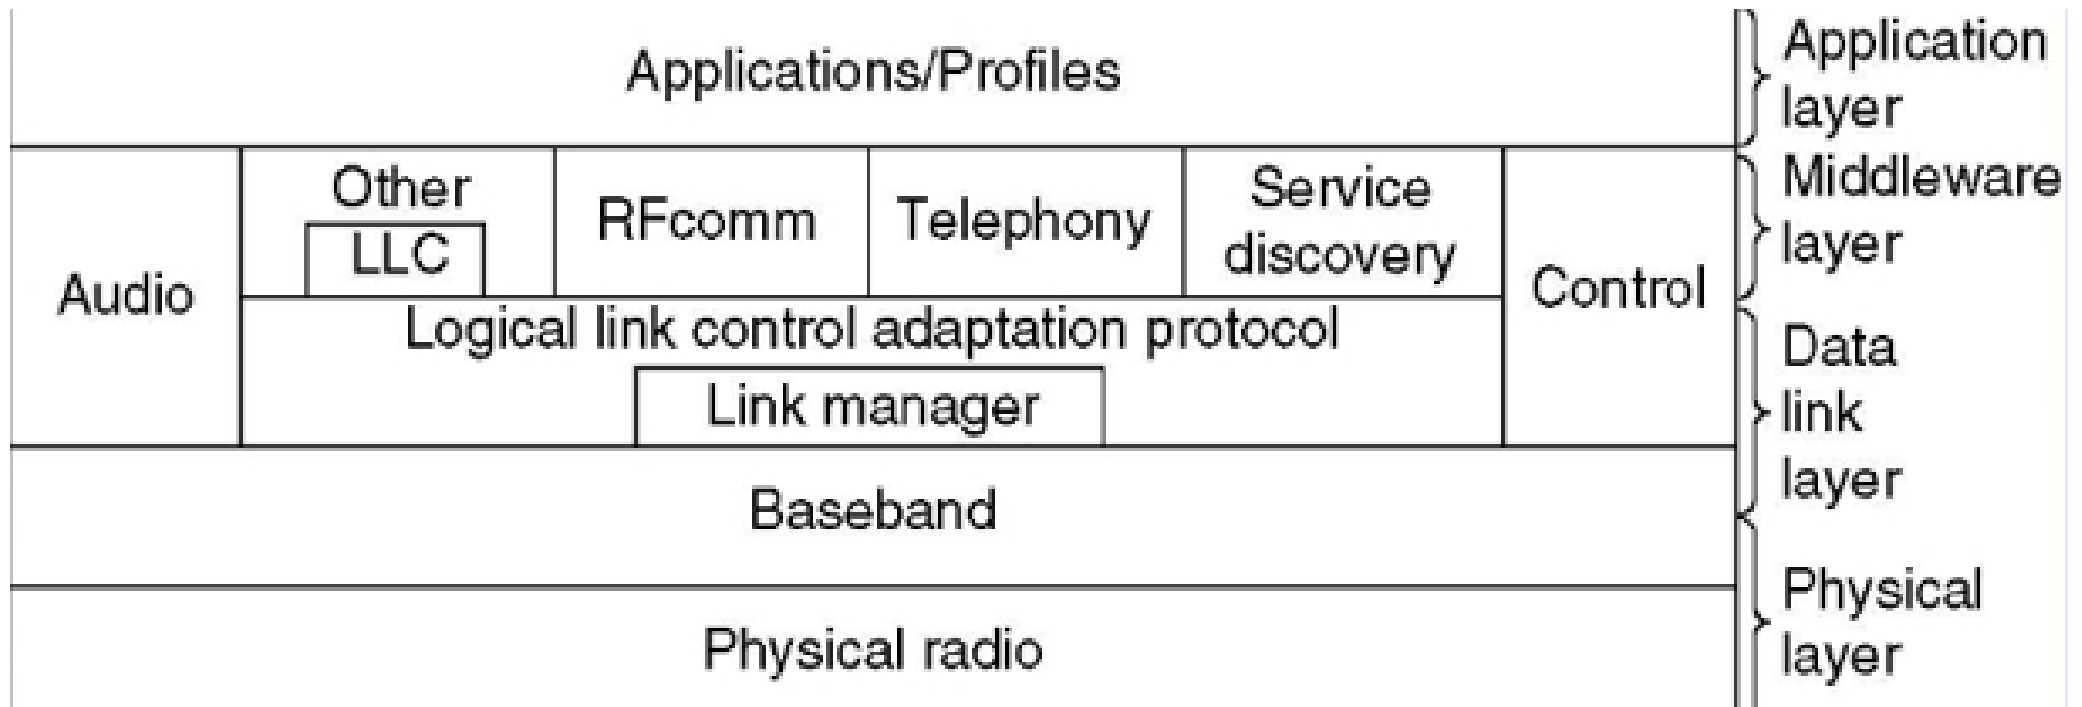 Applications/Profiles
Application
layer
Audio
Other
LLC
RFcomm
Telephony
Service
discovery
Control
Middleware
layer
Logical link control adaptation protocol
Link manager
Data
link
layer
Baseband
Physical radio
Physical
layer